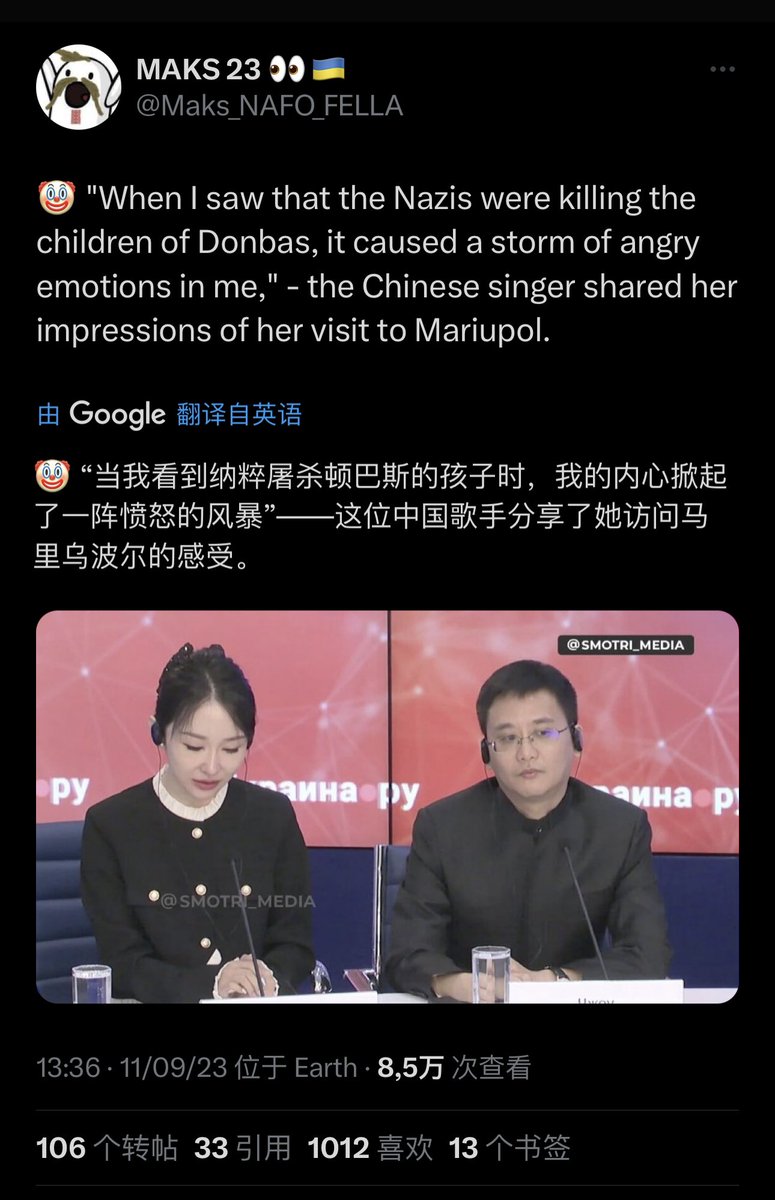 MAKS 23 👀🇺🇦
@Maks_NAFO_FELLA
🤡 "When I saw that the Nazis were killing the
children of Donbas, it caused a storm of angry
emotions in me," - the Chinese singer shared her
impressions of her visit to Mariupol.
由 Google 翻译自英语
🤡 “当我看到纳粹屠杀顿巴斯的孩子时，我的内心掀起
了一阵愤怒的风暴”——这位中国歌手分享了她访问马
里乌波尔的感受。
@SMOTRI_MEDIA
ру
раина ру
аина ру
@SMOTRI_MEDIA
13:36 · 11/09/23 位于 Earth · 8,5万 次查看
106 个转帖 33 引用 1012 喜欢 13 个书签